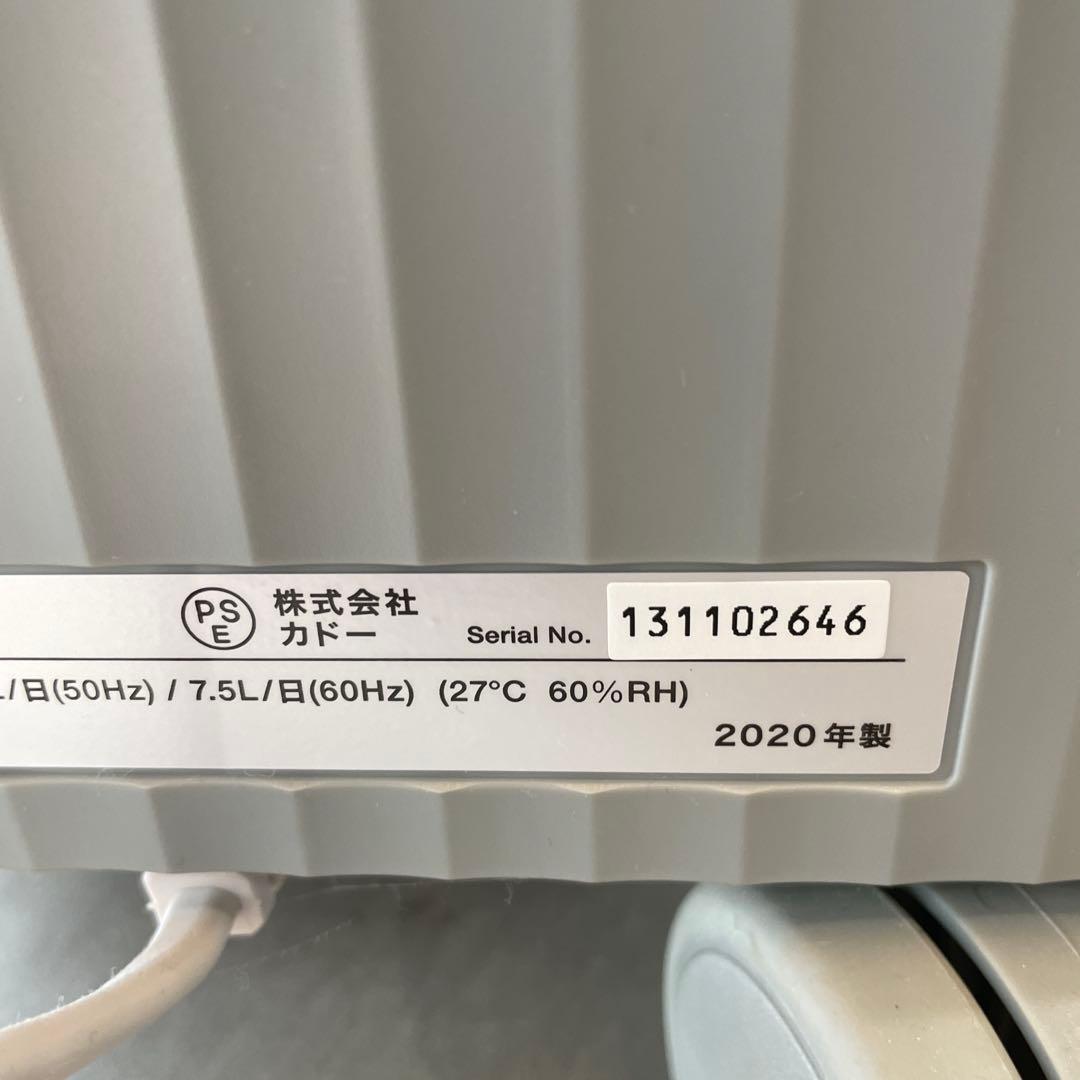 PSE
株式会社
カドー
Serial No. 131102646
L/日(50Hz) / 7.5L/日(60Hz) (27°C 60%RH)
2020年製